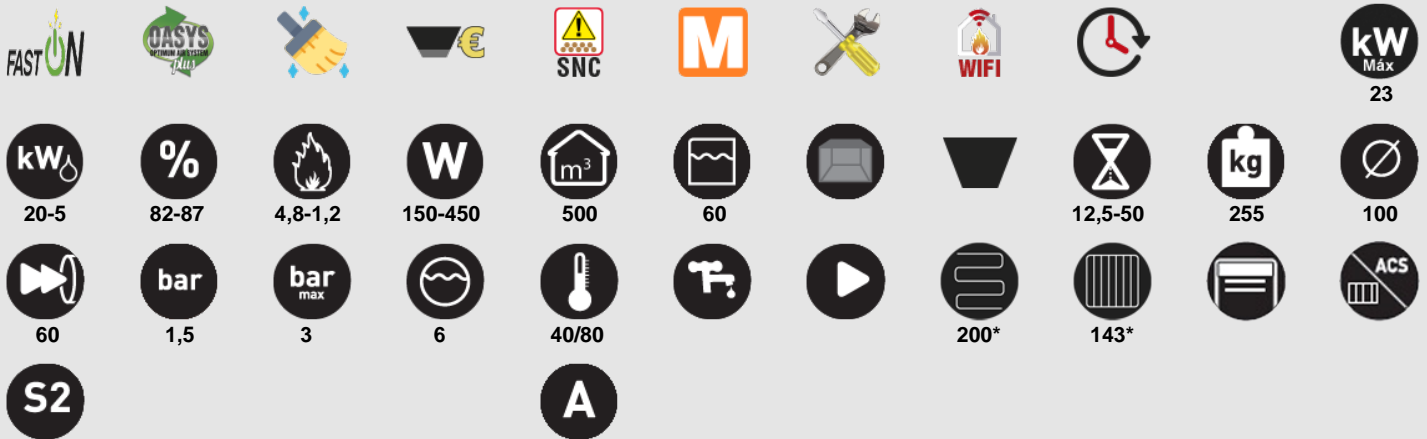 FAST ON
OASYS
OPTIMUM AIR SYSTEM
plus
€
SNC
M
WIFI
kW
Máx
23
kW
%
W
m³
kg
Ø
20-5
82-87
4,8-1,2
150-450
500
60
12,5-50
255
100
bar
bar
max
ACS
60
1,5
3
6
40/80
200*
143*
S2
A